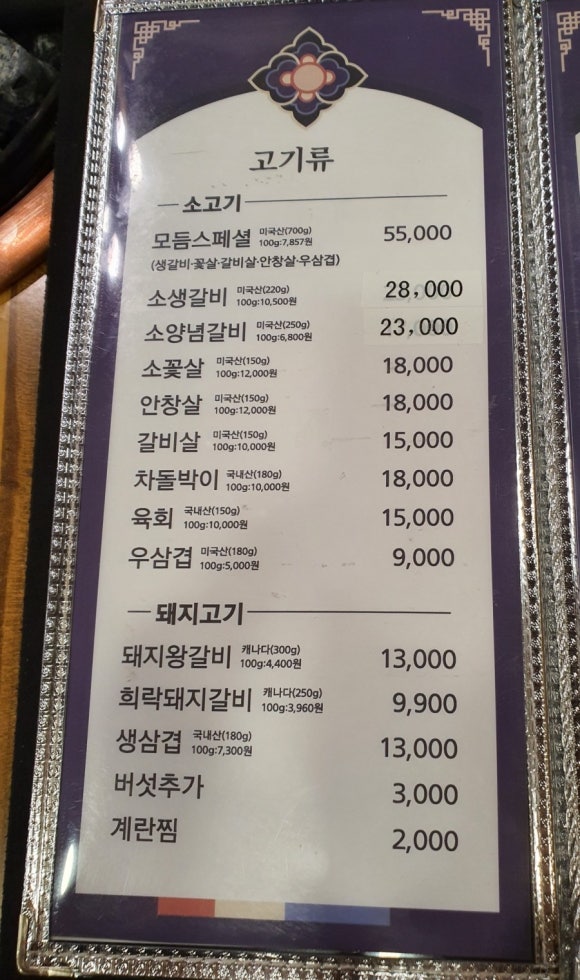 고기류
소고기
모듬스페셜 미국산(700g) 100g:7,857원 55,000
(생갈비·꽃살·갈비살·안창살·우삼겹)
소생갈비 미국산(220g) 100g:10,500원 28,000
소양념갈비 미국산(250g) 100g:6,800원 23,000
소꽃살 미국산(150g) 100g:12,000원 18,000
안창살 미국산(150g) 100g:12,000원 18,000
갈비살 미국산(150g) 100g:10,000원 15,000
차돌박이 국내산(180g) 100g:10,000원 18,000
육회 국내산(150g) 100g:10,000원 15,000
우삼겹 미국산(180g) 100g:5,000원 9,000
돼지고기
돼지왕갈비 캐나다(300g) 100g:4,400원 13,000
희락돼지갈비 캐나다(250g) 100g:3,960원 9,900
생삼겹 국내산(180g) 100g:7,300원 13,000
버섯추가 3,000
계란찜 2,000